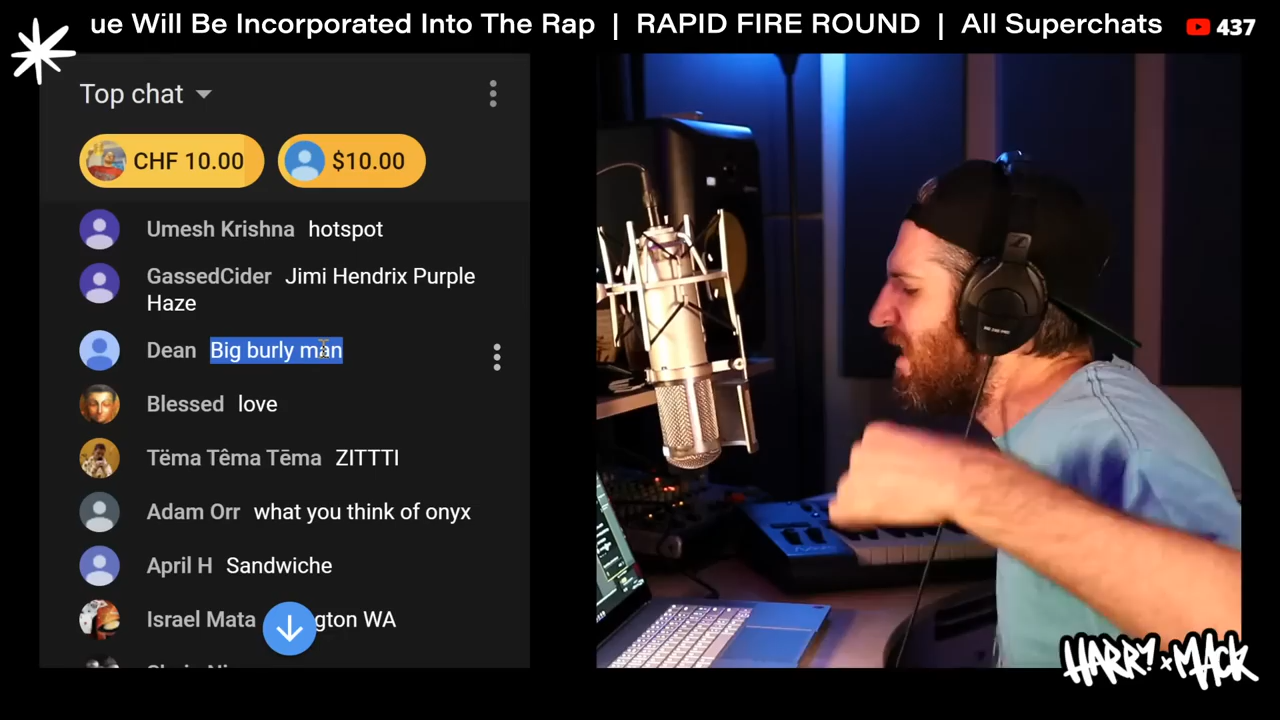 ue Will Be Incorporated Into The Rap | RAPID FIRE ROUND | All Superchats
437
Top chat
CHF 10.00
$10.00
Umesh Krishna hotspot
GassedCider Jimi Hendrix Purple
Haze
Dean Big burly man
Blessed love
Tëma Têma Tēma ZITTTI
Adam Orr what you think of onyx
April H Sandwiche
Israel Mata gton WA
HARRY x MACK